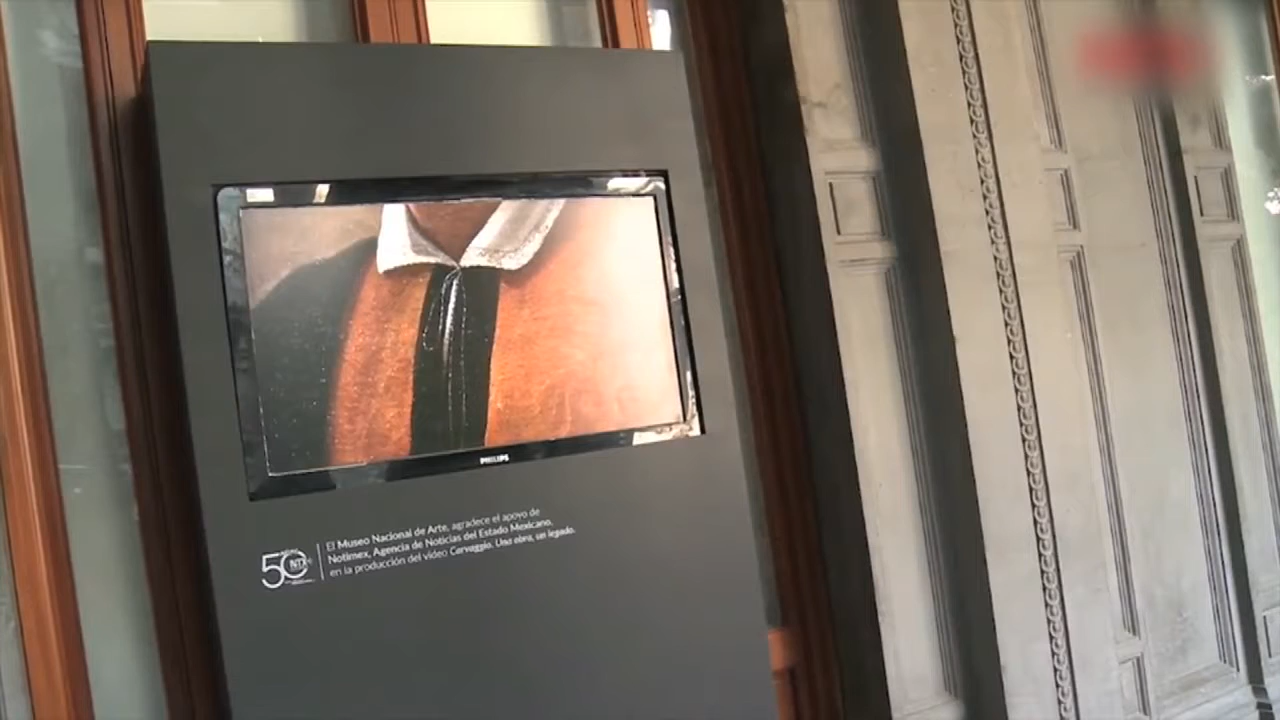 PHILIPS
50
NTX
El Museo Nacional de Arte, agradece el apoyo de
Notimex, Agencia de Noticias del Estado Mexicano,
en la producción del video Carvaggio. Una obra, un legado.